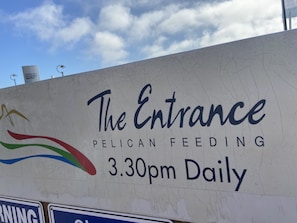 The Entrance
PELICAN FEEDING
3.30pm Daily